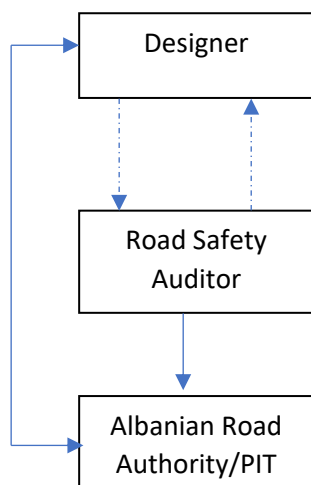 Designer
Road Safety
Auditor
Albanian Road
Authority/PIT